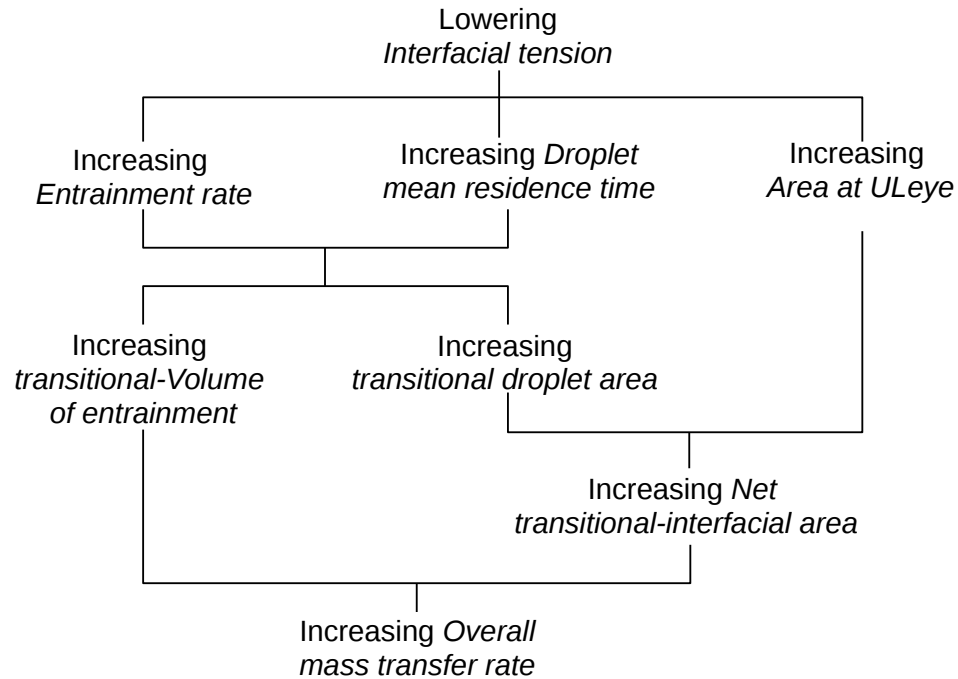 Lowering
Interfacial tension
Increasing
Entrainment rate
Increasing Droplet
mean residence time
Increasing
Area at ULeye
Increasing
transitional-Volume
of entrainment
Increasing
transitional droplet area
Increasing Net
transitional-interfacial area
Increasing Overall
mass transfer rate